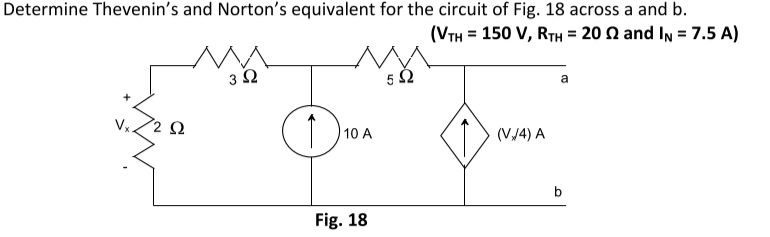 Determine Thevenin’s and Norton’s equivalent for the circuit of Fig. 18 across a and b.
(VTH = 150 V, RTH = 20 Ω and IN = 7.5 A)
3 Ω
5 Ω
a
+
Vx
2 Ω
10 A
(Vx/4) A
-
b
Fig. 18